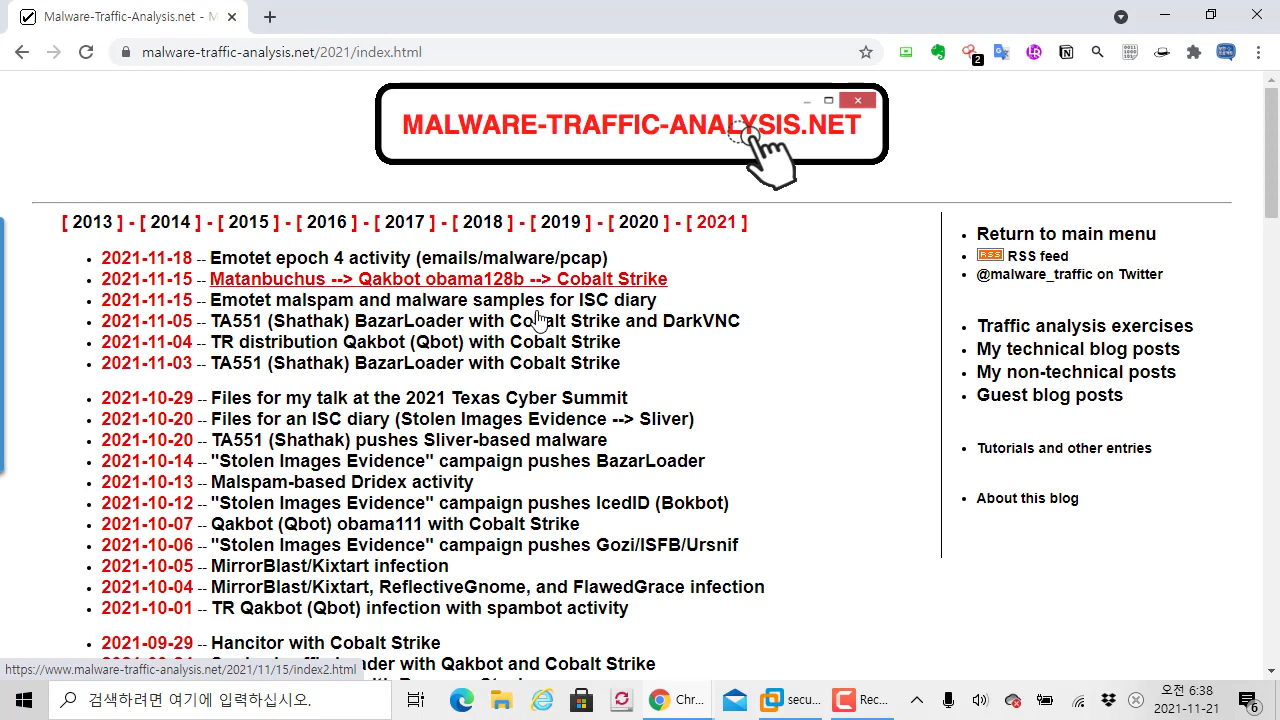 Malware-Traffic-Analysis.net - M
malware-traffic-analysis.net/2021/index.html
2
MALWARE-TRAFFIC-ANALYSIS.NET
[ 2013 ] - [ 2014 ] - [ 2015 ] - [ 2016 ] - [ 2017 ] - [ 2018 ] - [ 2019 ] - [ 2020 ] - [ 2021 ]
2021-11-18 -- Emotet epoch 4 activity (emails/malware/pcap)
2021-11-15 -- Matanbuchus --> Qakbot obama128b --> Cobalt Strike
2021-11-15 -- Emotet malspam and malware samples for ISC diary
2021-11-05 -- TA551 (Shathak) BazarLoader with Cobalt Strike and DarkVNC
2021-11-04 -- TR distribution Qakbot (Qbot) with Cobalt Strike
2021-11-03 -- TA551 (Shathak) BazarLoader with Cobalt Strike
2021-10-29 -- Files for my talk at the 2021 Texas Cyber Summit
2021-10-20 -- Files for an ISC diary (Stolen Images Evidence --> Sliver)
2021-10-20 -- TA551 (Shathak) pushes Sliver-based malware
2021-10-14 -- "Stolen Images Evidence" campaign pushes BazarLoader
2021-10-13 -- Malspam-based Dridex activity
2021-10-12 -- "Stolen Images Evidence" campaign pushes IcedID (Bokbot)
2021-10-07 -- Qakbot (Qbot) obama111 with Cobalt Strike
2021-10-06 -- "Stolen Images Evidence" campaign pushes Gozi/ISFB/Ursnif
2021-10-05 -- MirrorBlast/Kixtart infection
2021-10-04 -- MirrorBlast/Kixtart, ReflectiveGnome, and FlawedGrace infection
2021-10-01 -- TR Qakbot (Qbot) infection with spambot activity
2021-09-29 -- Hancitor with Cobalt Strike
with Qakbot and Cobalt Strike
Return to main menu
RSS RSS feed
@malware_traffic on Twitter
Traffic analysis exercises
My technical blog posts
My non-technical posts
Guest blog posts
Tutorials and other entries
About this blog
https://www.malware-traffic-analysis.net/2021/11/15/index2.html
검색하려면 여기에 입력하십시오.
Chr...
secu...
Rec...
오전 6:38
2021-11-21
6